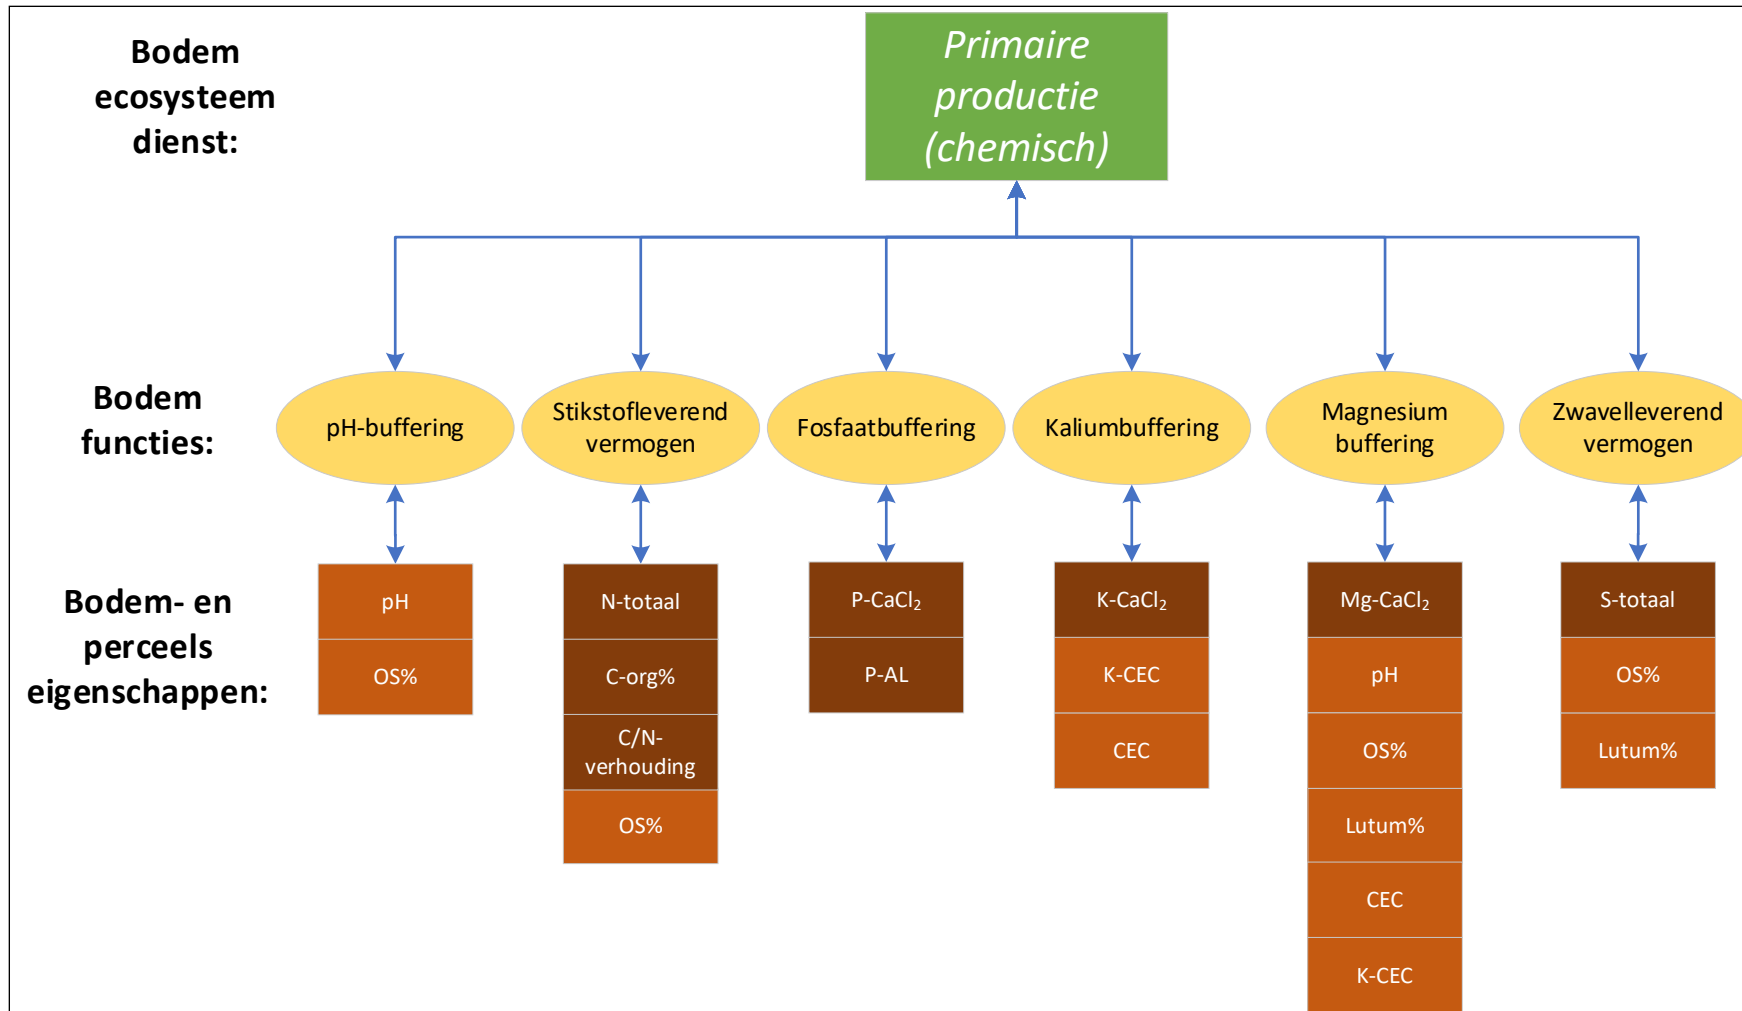 Bodem
ecosysteem
dienst:
Primaire
productie
(chemisch)
Bodem
functies:
pH-buffering
Stikstofleverend
vermogen
Fosfaatbuffering
Kaliumbuffering
Magnesium
buffering
Zwavelleverend
vermogen
Bodem- en
perceels
eigenschappen:
pH
OS%
N-totaal
C-org%
C/N-
verhouding
OS%
P-CaCl₂
P-AL
K-CaCl₂
K-CEC
CEC
Mg-CaCl₂
pH
OS%
Lutum%
CEC
K-CEC
S-totaal
OS%
Lutum%